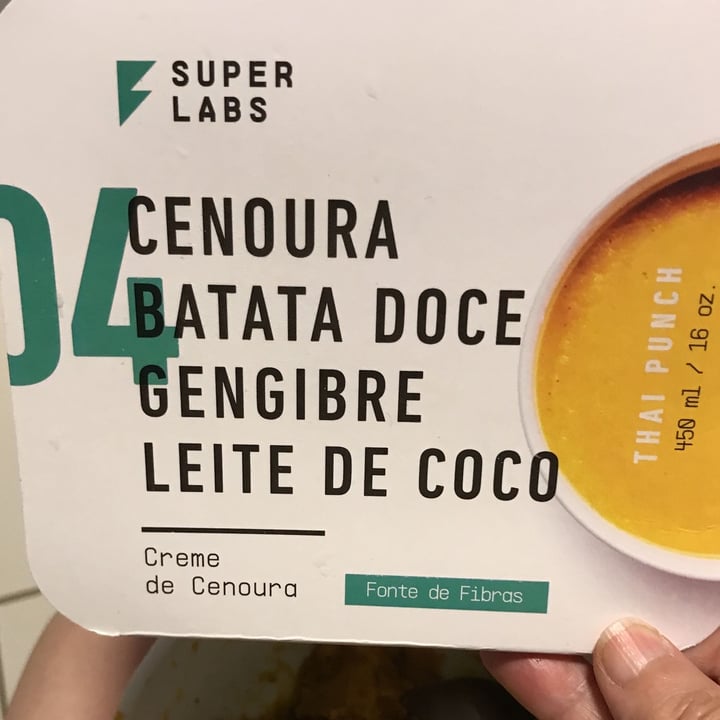 SUPER
LABS
04
CENOURA
BATATA DOCE
GENGIBRE
LEITE DE COCO
Creme
de Cenoura
Fonte de Fibras
THAI PUNCH
450 ml / 16 oz.